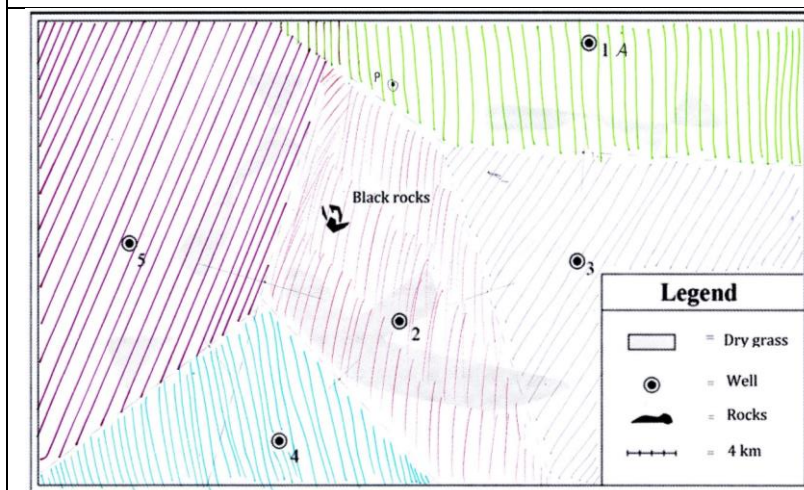 1 A
P
Black rocks
5
3
2
4
Legend
= Dry grass
= Well
= Rocks
= 4 km